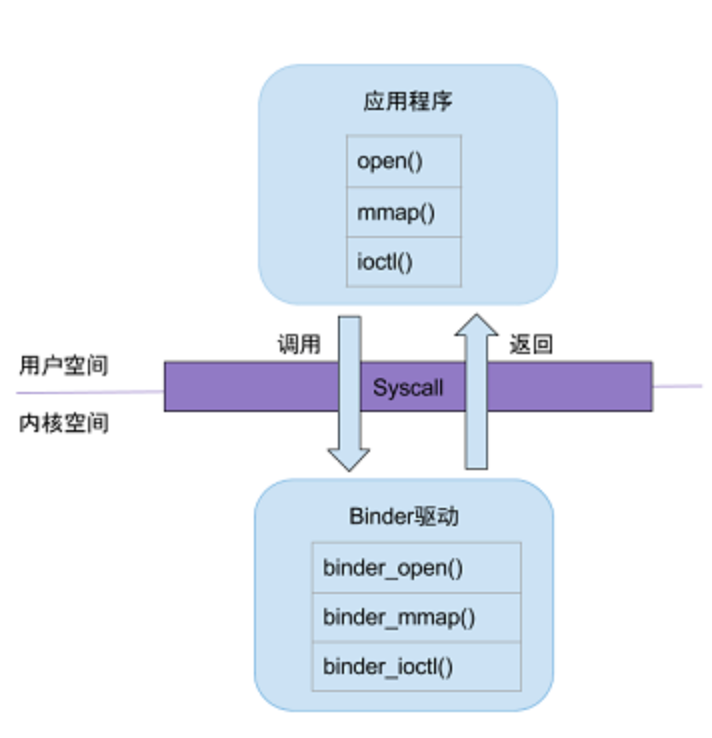 应用程序
open()
mmap()
ioctl()
调用
返回
用户空间
Syscall
内核空间
Binder驱动
binder_open()
binder_mmap()
binder_ioctl()